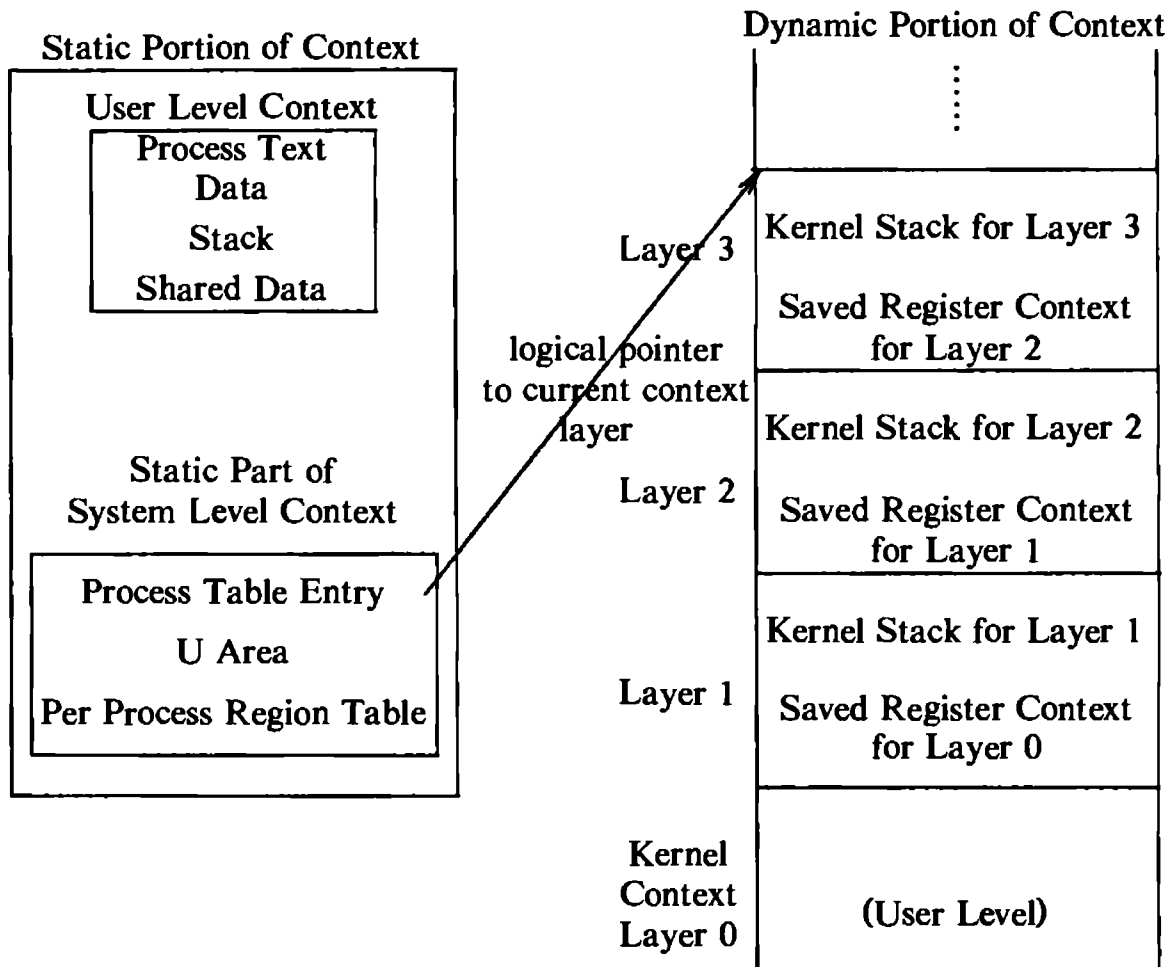 Static Portion of Context
User Level Context
Process Text
Data
Stack
Shared Data
Static Part of
System Level Context
Process Table Entry
U Area
Per Process Region Table
logical pointer
to current context
layer
Dynamic Portion of Context
Layer 3
Kernel Stack for Layer 3
Saved Register Context
for Layer 2
Layer 2
Kernel Stack for Layer 2
Saved Register Context
for Layer 1
Layer 1
Kernel Stack for Layer 1
Saved Register Context
for Layer 0
Kernel
Context
Layer 0
(User Level)